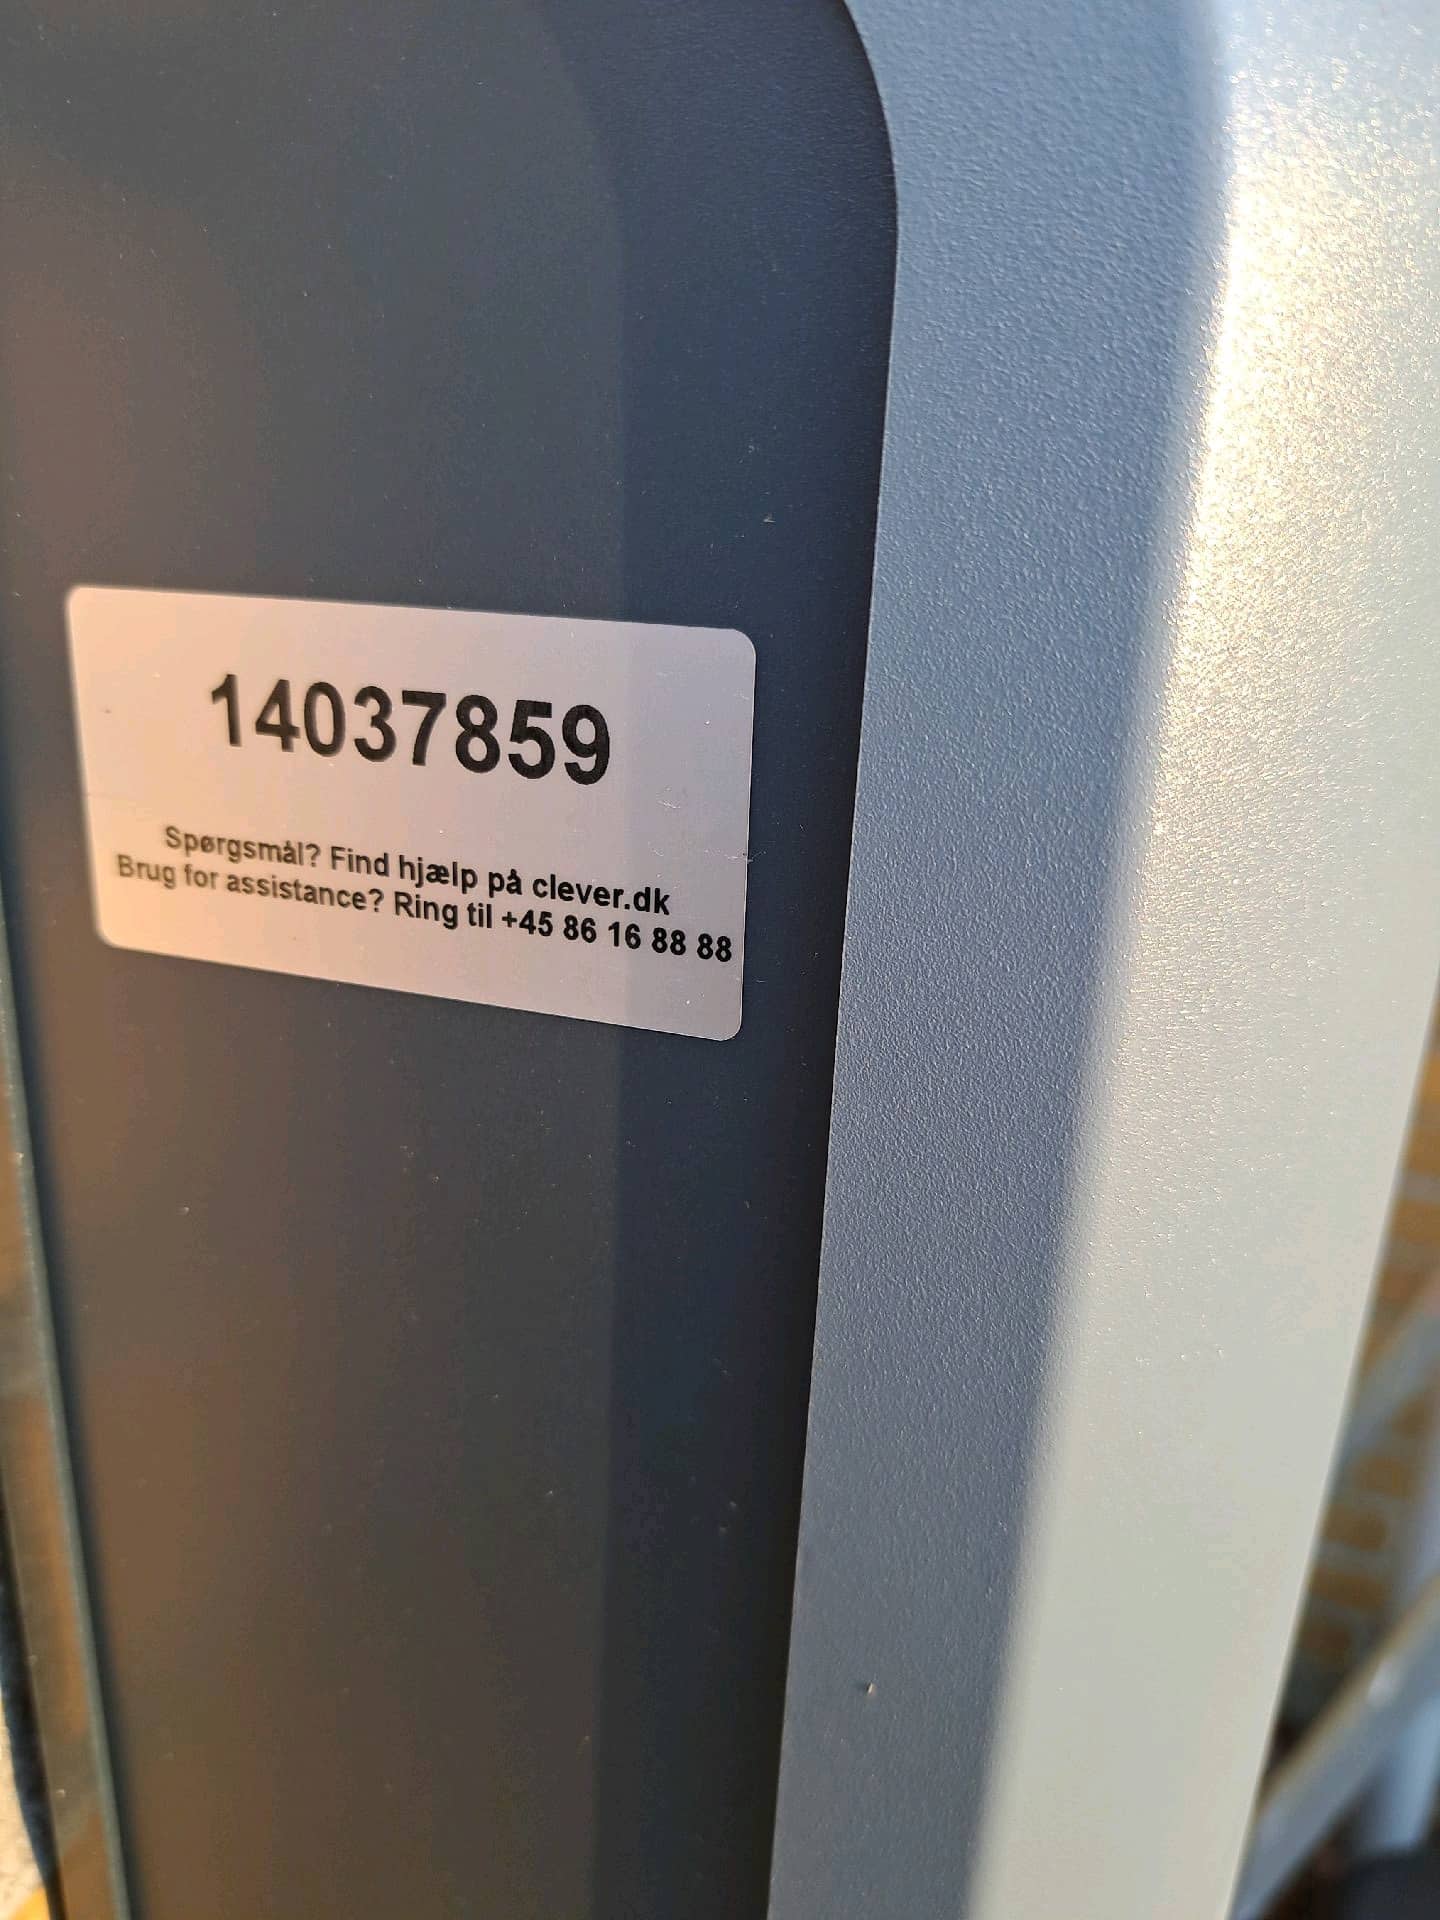 14037859
Spørgsmål? Find hjælp på clever.dk
Brug for assistance? Ring til +45 86 16 88 88